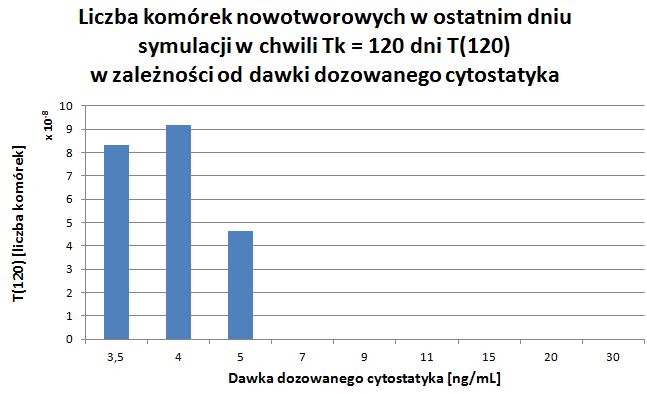 Liczba komórek nowotworowych w ostatnim dniu
symulacji w chwili Tk = 120 dni T(120)
w zależności od dawki dozowanego cytostatyka
x 10-8
T(120) [liczba komórek]
10
9
8
7
6
5
4
3
2
1
0
3,5 4 5 7 9 11 15 20 30
Dawka dozowanego cytostatyka [ng/mL]